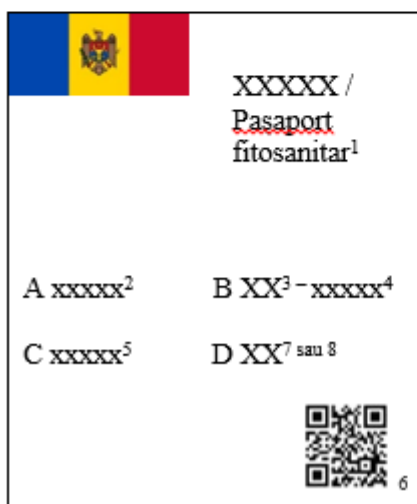 XXXXX /
Pasaport
fitosanitar¹
A xxxxx² B XX³⁻xxxxx⁴
C xxxxx⁵ D XX⁷ ˢᵃᵘ ⁸
6